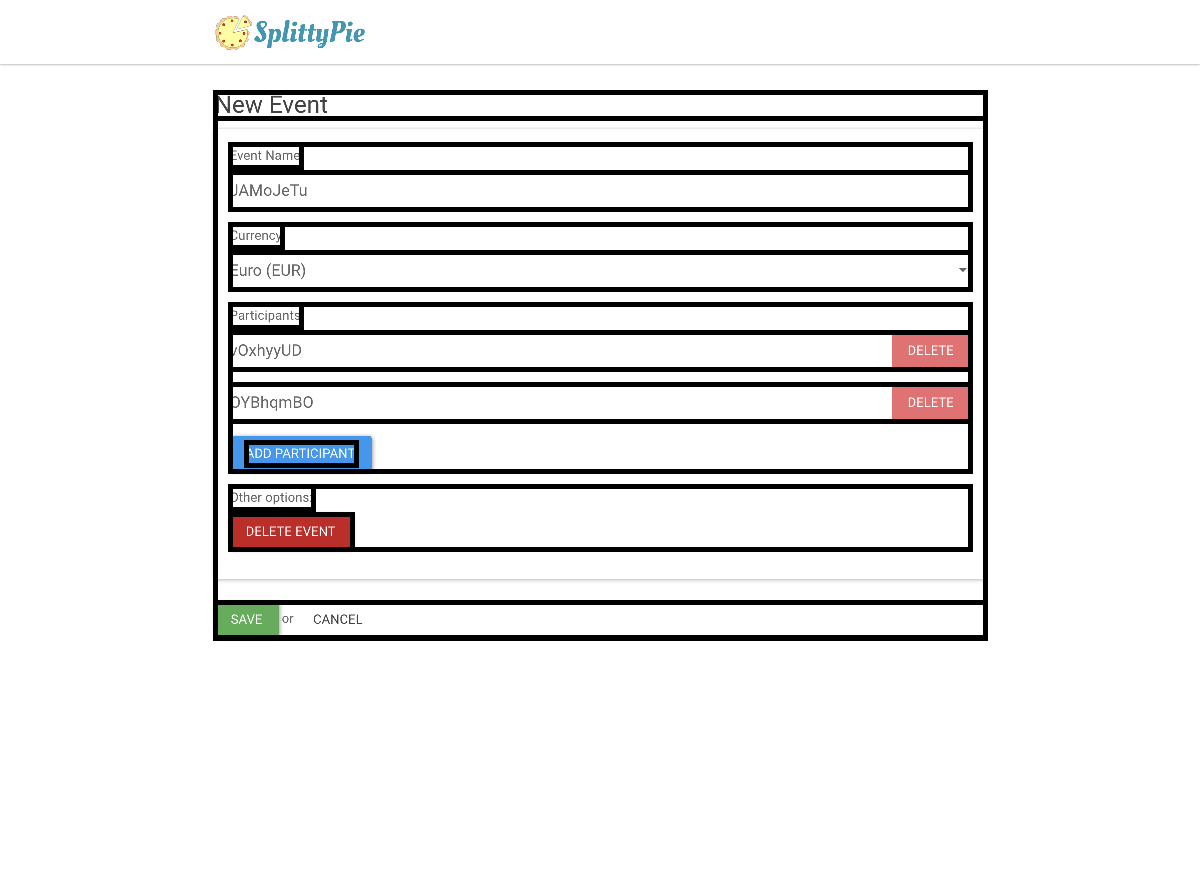 SplittyPie
New Event
Event Name
JAMoJeTu
Currency
Euro (EUR)
Participants
vOxhyyUD DELETE
OYBhqmBO DELETE
ADD PARTICIPANT
Other options:
DELETE EVENT
SAVE or CANCEL